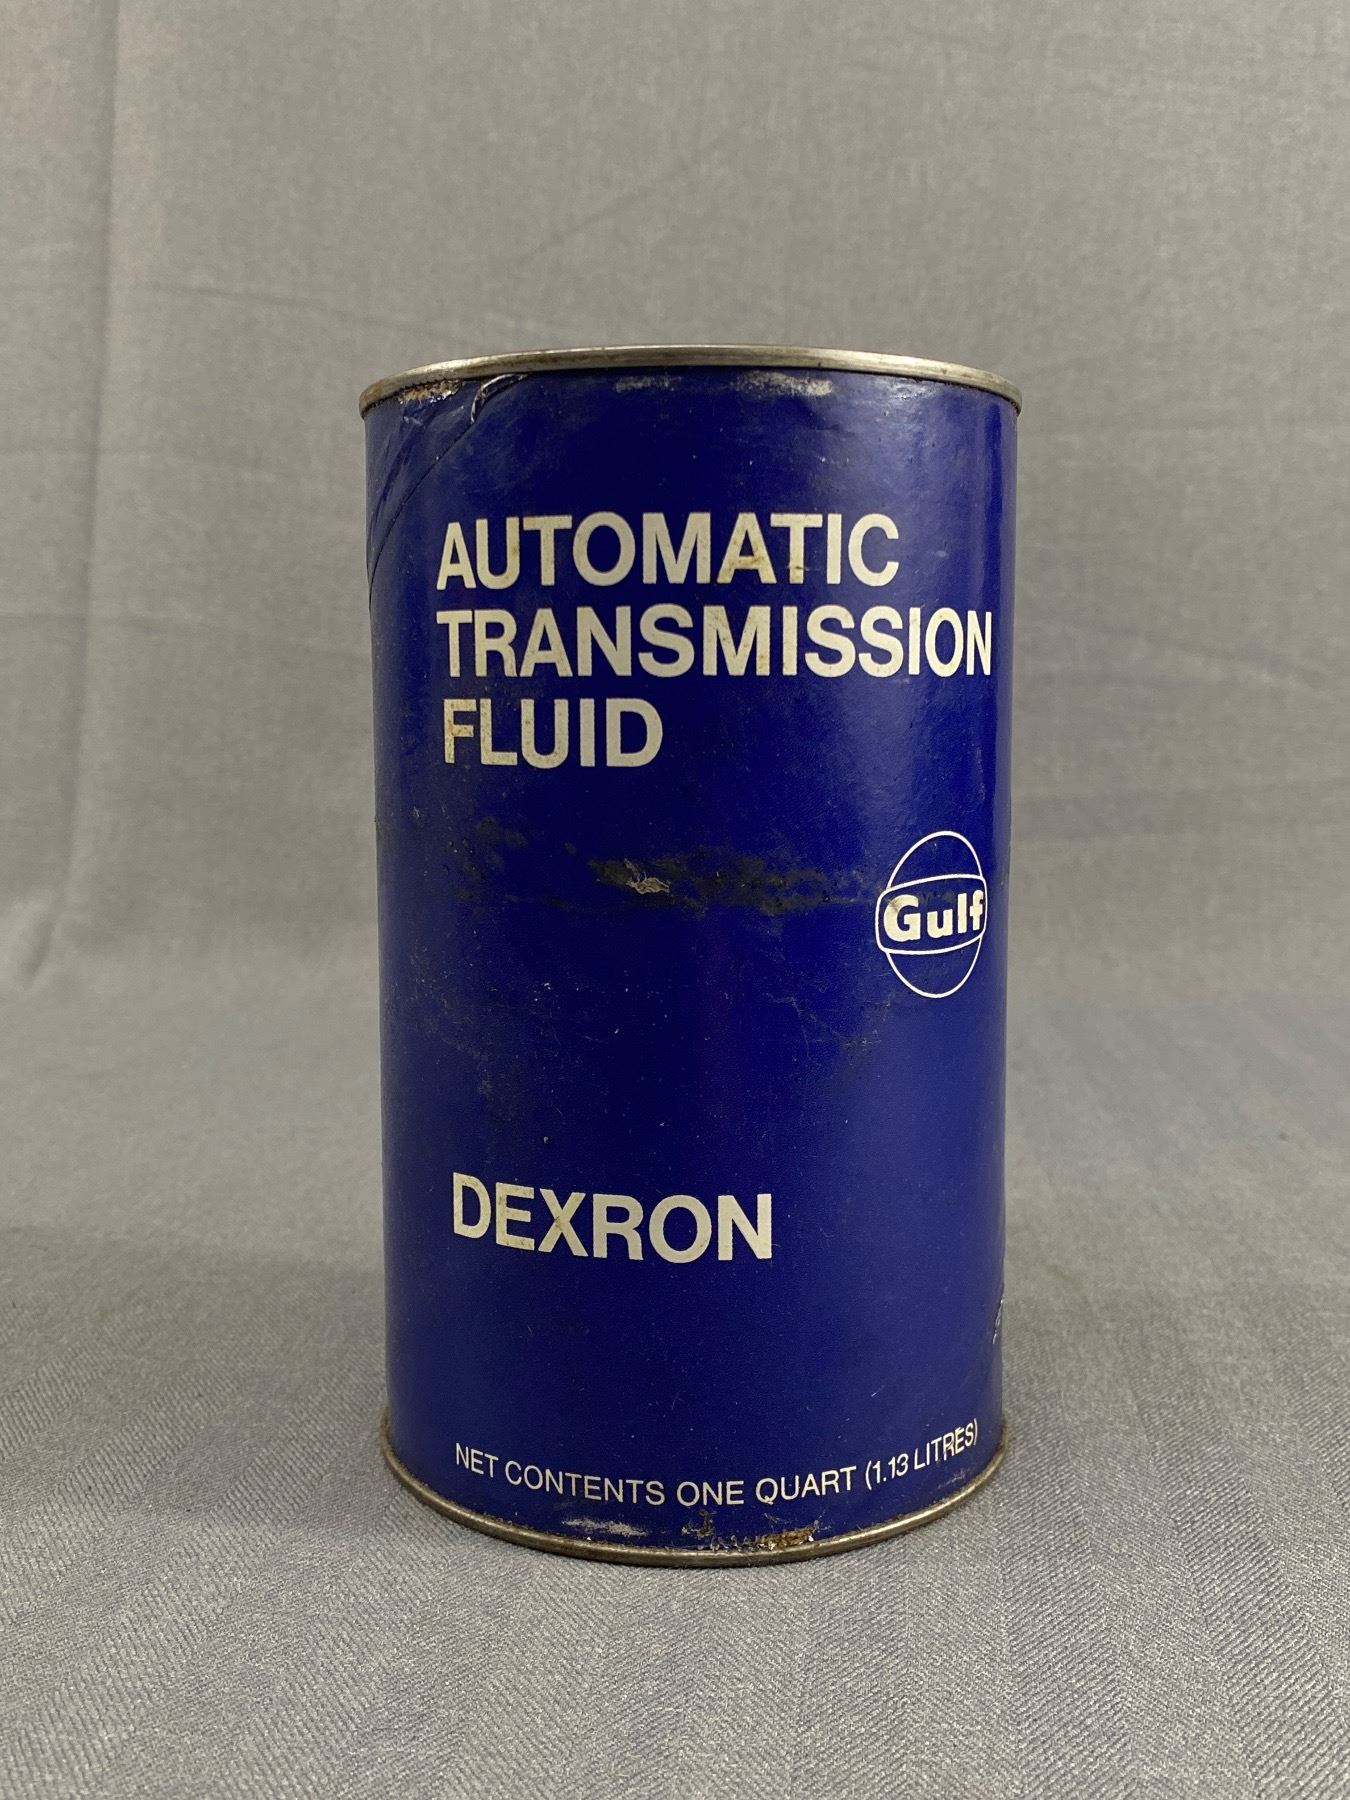 AUTOMATIC
TRANSMISSION
FLUID
Gulf
DEXRON
NET CONTENTS ONE QUART (1.13 LITRES)